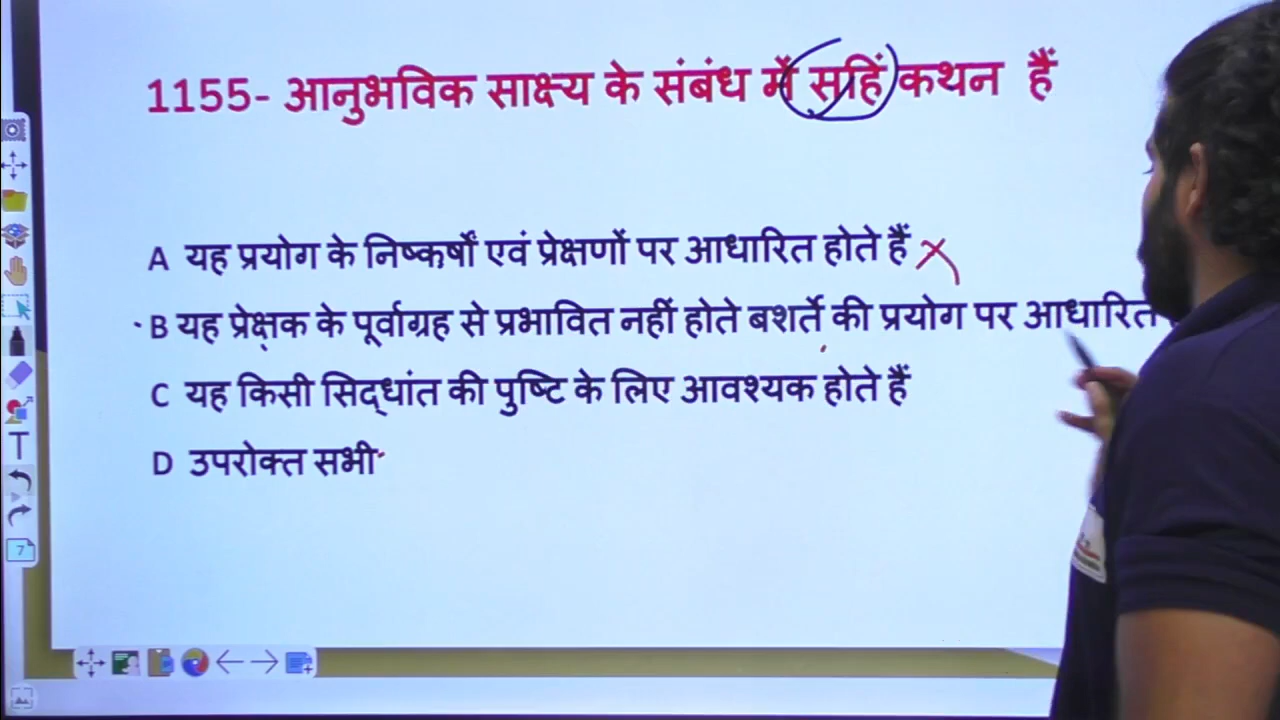 1155- आनुभविक साक्ष्य के संबंध में सहिं कथन हैं
A यह प्रयोग के निष्कर्षों एवं प्रेक्षणों पर आधारित होते हैं
B यह प्रेक्षक के पूर्वाग्रह से प्रभावित नहीं होते बशर्ते की प्रयोग पर आधारित
C यह किसी सिद्धांत की पुष्टि के लिए आवश्यक होते हैं
D उपरोक्त सभी
T
7